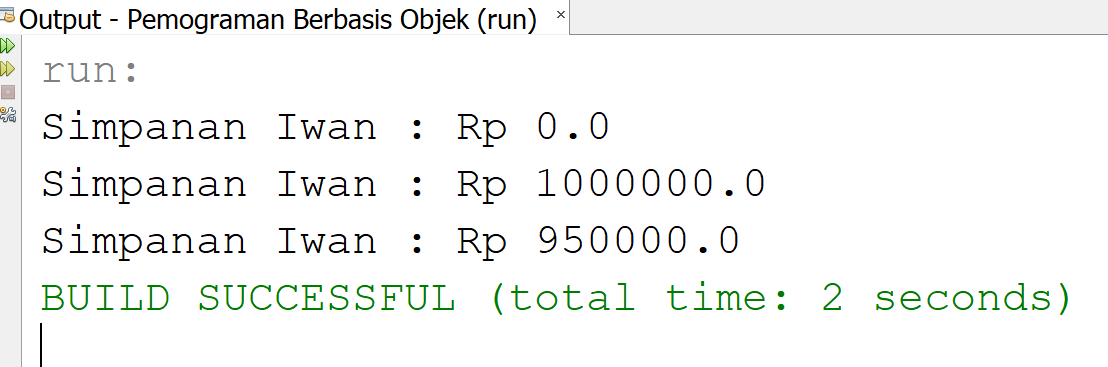 Output - Pemograman Berbasis Objek (run) ×
run:
Simpanan Iwan : Rp 0.0
Simpanan Iwan : Rp 1000000.0
Simpanan Iwan : Rp 950000.0
BUILD SUCCESSFUL (total time: 2 seconds)